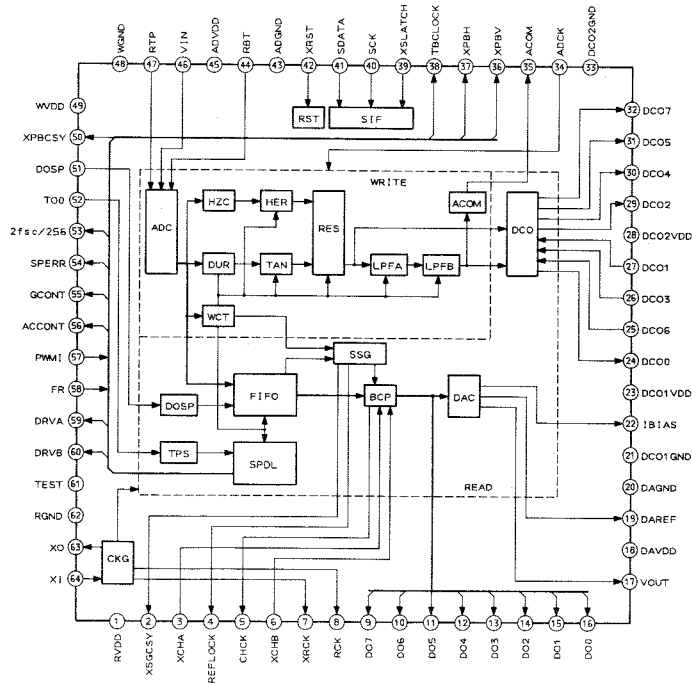 WGND
RTP
VIN
ADVDD
RBT
ADGND
XRST
SDATA
SCK
XSLATCH
TBCLOCK
XPBH
XPBV
ACOM
ADCK
DCO2GND
48
47
46
45
44
43
42
41
40
39
38
37
36
35
34
33
WVDD 49
XPBCSY 50
DOSP 51
TO0 52
2fsc/256 53
SPERR 54
GCONT 55
ACCONT 56
PWMI 57
FR 58
DRVA 59
DRVB 60
TEST 61
RGND 62
XO 63
XI 64
RST
SIF
WRITE
ADC
HZC
HER
RES
ACOM
DCO
DUR
TAN
LPFA
LPFB
WCT
SSG
FIFO
BCP
DAC
DOSP
TPS
SPDL
READ
CKG
32 DCO7
31 DCO5
30 DCO4
29 DCO2
28 DCO2VDD
27 DCO1
26 DCO3
25 DCO6
24 DCO0
23 DCO1VDD
22 IBIAS
21 DCO1GND
20 DAGND
19 DAREF
18 DAVDD
17 VOUT
1
2
3
4
5
6
7
8
9
10
11
12
13
14
15
16
RVDD
XSGCSY
XCHA
REFLOCK
CHCK
XCHB
XRCK
RCK
DO7
DO6
DO5
DO4
DO3
DO2
DO1
DO0